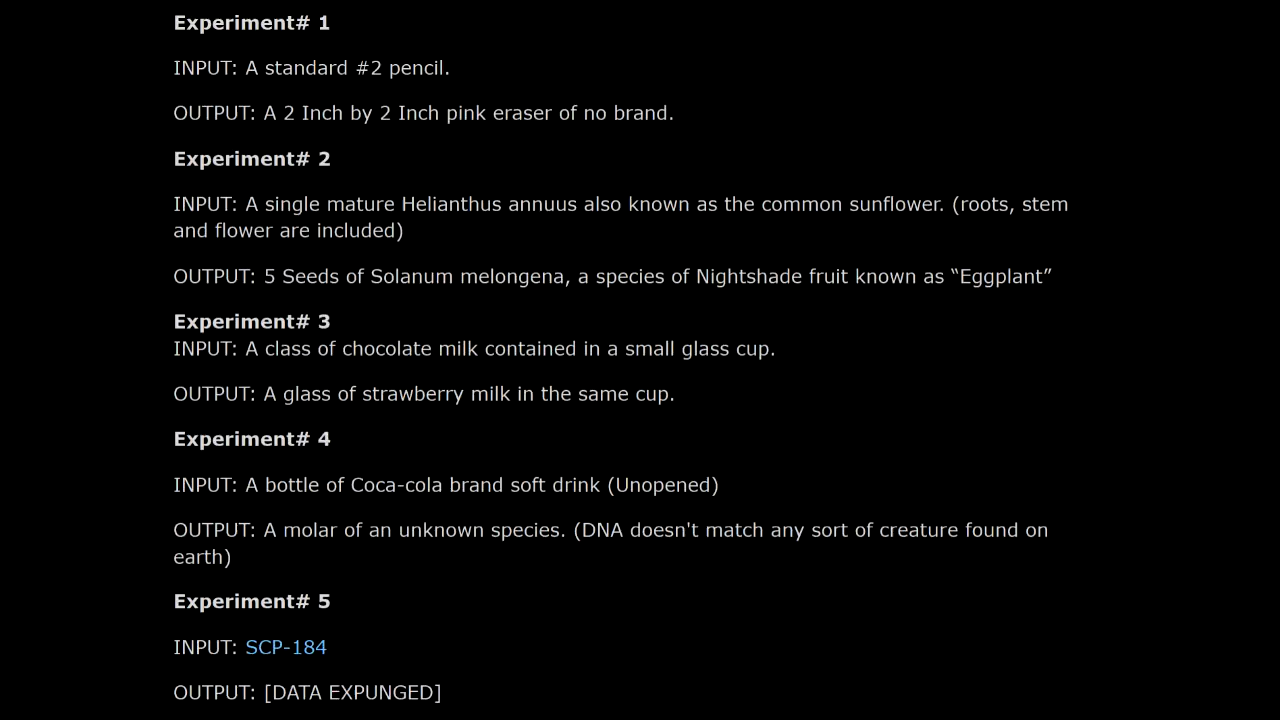 Experiment# 1
INPUT: A standard #2 pencil.
OUTPUT: A 2 Inch by 2 Inch pink eraser of no brand.
Experiment# 2
INPUT: A single mature Helianthus annuus also known as the common sunflower. (roots, stem
and flower are included)
OUTPUT: 5 Seeds of Solanum melongena, a species of Nightshade fruit known as “Eggplant”
Experiment# 3
INPUT: A class of chocolate milk contained in a small glass cup.
OUTPUT: A glass of strawberry milk in the same cup.
Experiment# 4
INPUT: A bottle of Coca-cola brand soft drink (Unopened)
OUTPUT: A molar of an unknown species. (DNA doesn't match any sort of creature found on
earth)
Experiment# 5
INPUT: SCP-184
OUTPUT: [DATA EXPUNGED]